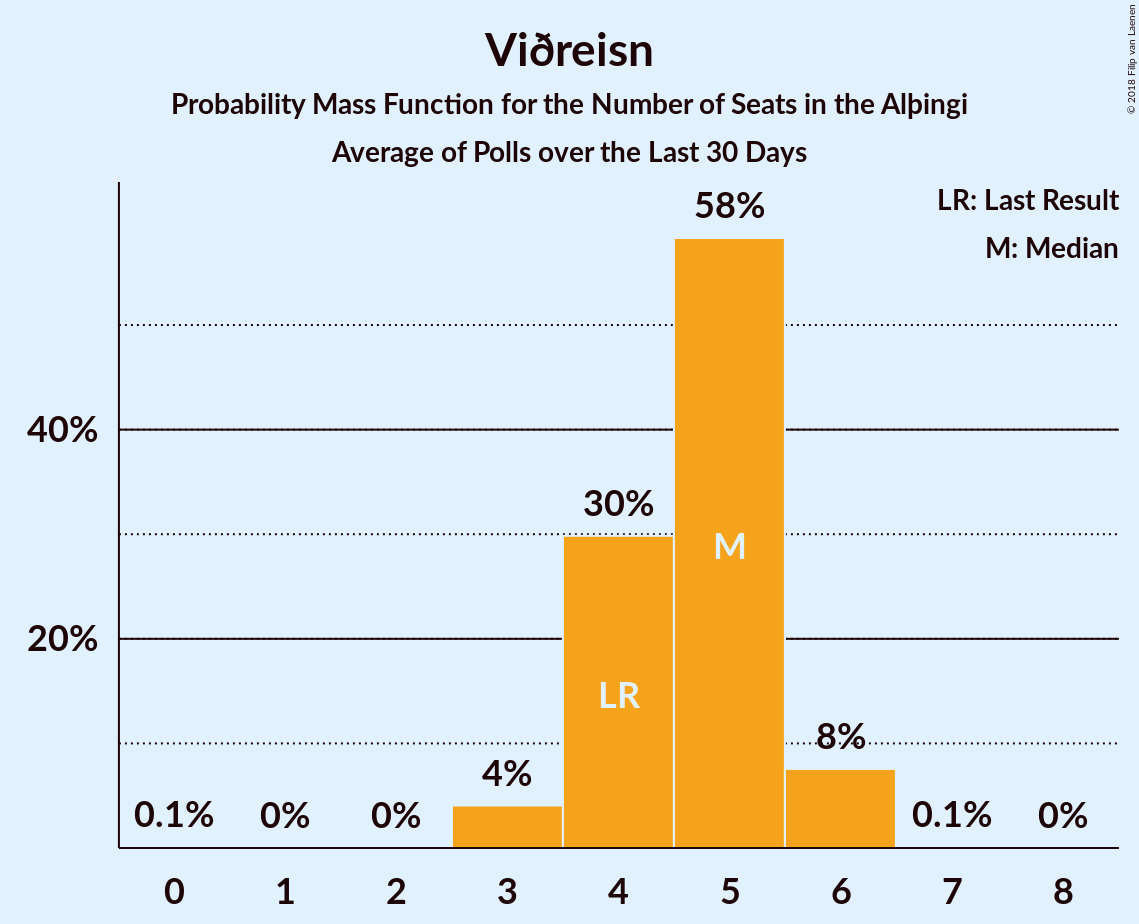 Viðreisn
Probability Mass Function for the Number of Seats in the Alþingi
Average of Polls over the Last 30 Days
© 2018 Filip van Laenen
LR: Last Result
M: Median
58%
40%
30%
M
20%
LR
8%
4%
0.1% 0% 0% 0.1% 0%
0 1 2 3 4 5 6 7 8